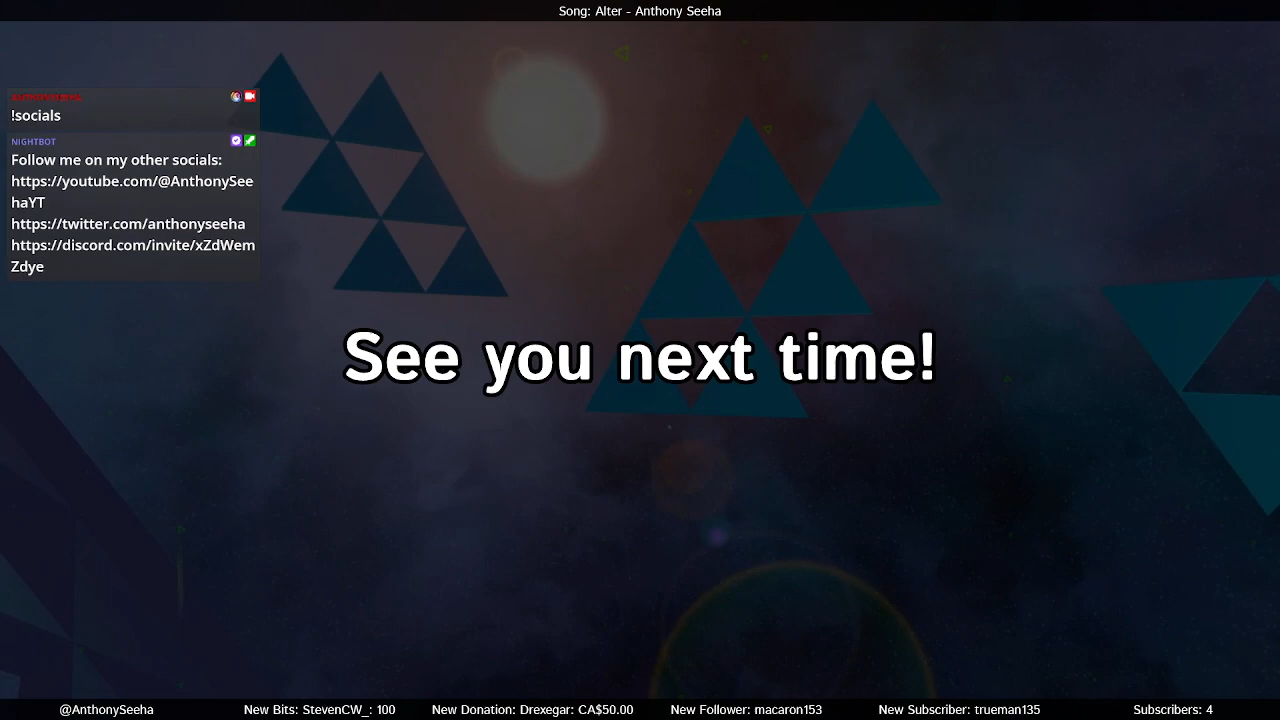 Song: Alter - Anthony Seeha
!socials
NIGHTBOT
Follow me on my other socials:
https://youtube.com/@AnthonySee
haYT
https://twitter.com/anthonyseeha
https://discord.com/invite/xZdWem
Zdye
See you next time!
@AnthonySeeha New Bits: StevenCW_: 100 New Donation: Drexegar: CA$50.00 New Follower: macaron153 New Subscriber: trueman135 Subscribers: 4